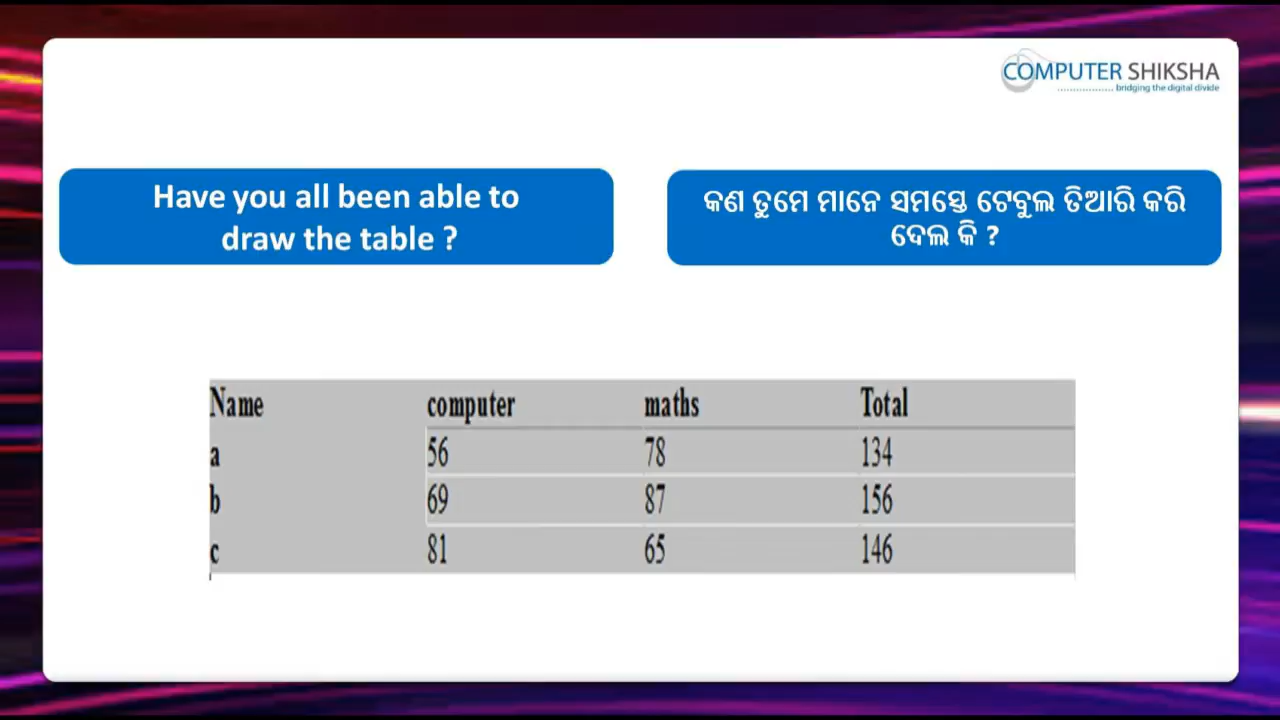 COMPUTER SHIKSHA
bridging the digital divide
Have you all been able to
draw the table ?
କଣ ତୁମେ ମାନେ ସମସ୍ତେ ଟେବୁଲ ତିଆରି କରି
ଦେଲ କି ?
Name computer maths Total
a 56 78 134
b 69 87 156
c 81 65 146